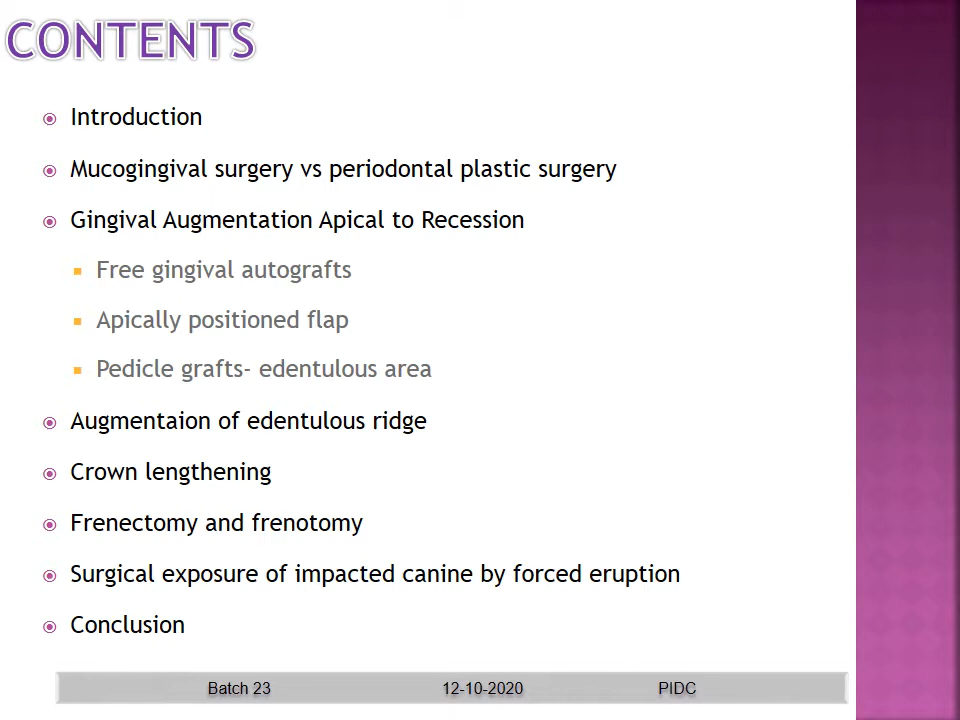 CONTENTS
Introduction
Mucogingival surgery vs periodontal plastic surgery
Gingival Augmentation Apical to Recession
Free gingival autografts
Apically positioned flap
Pedicle grafts- edentulous area
Augmentaion of edentulous ridge
Crown lengthening
Frenectomy and frenotomy
Surgical exposure of impacted canine by forced eruption
Conclusion
Batch 23 12-10-2020 PIDC